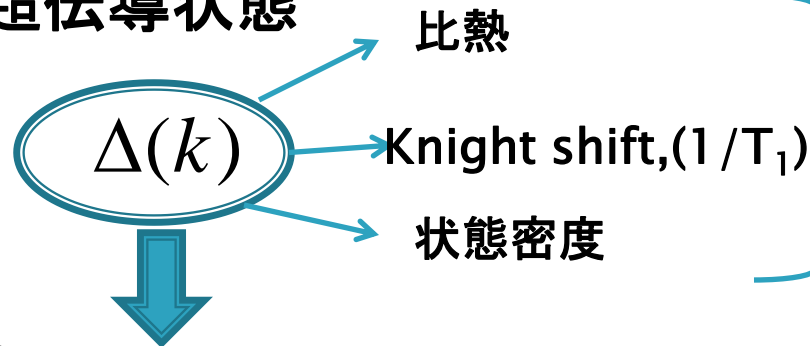 超伝導状態
比熱
Δ(k)
Knight shift,(1/T₁)
状態密度